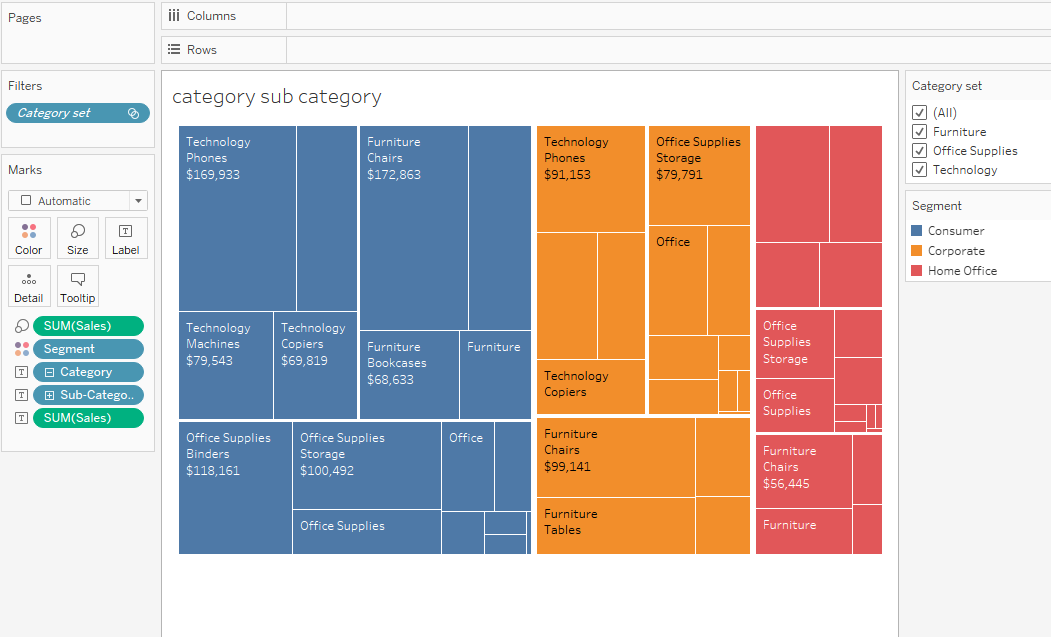 Pages
Columns
Rows
Filters
Category set
Marks
Automatic
Color
Size
Label
Detail
Tooltip
SUM(Sales)
Segment
Category
Sub-Catego..
SUM(Sales)
category sub category
Technology
Phones
$169,933
Furniture
Chairs
$172,863
Technology
Machines
$79,543
Technology
Copiers
$69,819
Furniture
Bookcases
$68,633
Furniture
Office Supplies
Binders
$118,161
Office Supplies
Storage
$100,492
Office
Office Supplies
Technology
Phones
$91,153
Office Supplies
Storage
$79,791
Office
Technology
Copiers
Furniture
Chairs
$99,141
Furniture
Tables
Office
Supplies
Storage
Office
Supplies
Furniture
Chairs
$56,445
Furniture
Category set
(All)
Furniture
Office Supplies
Technology
Segment
Consumer
Corporate
Home Office